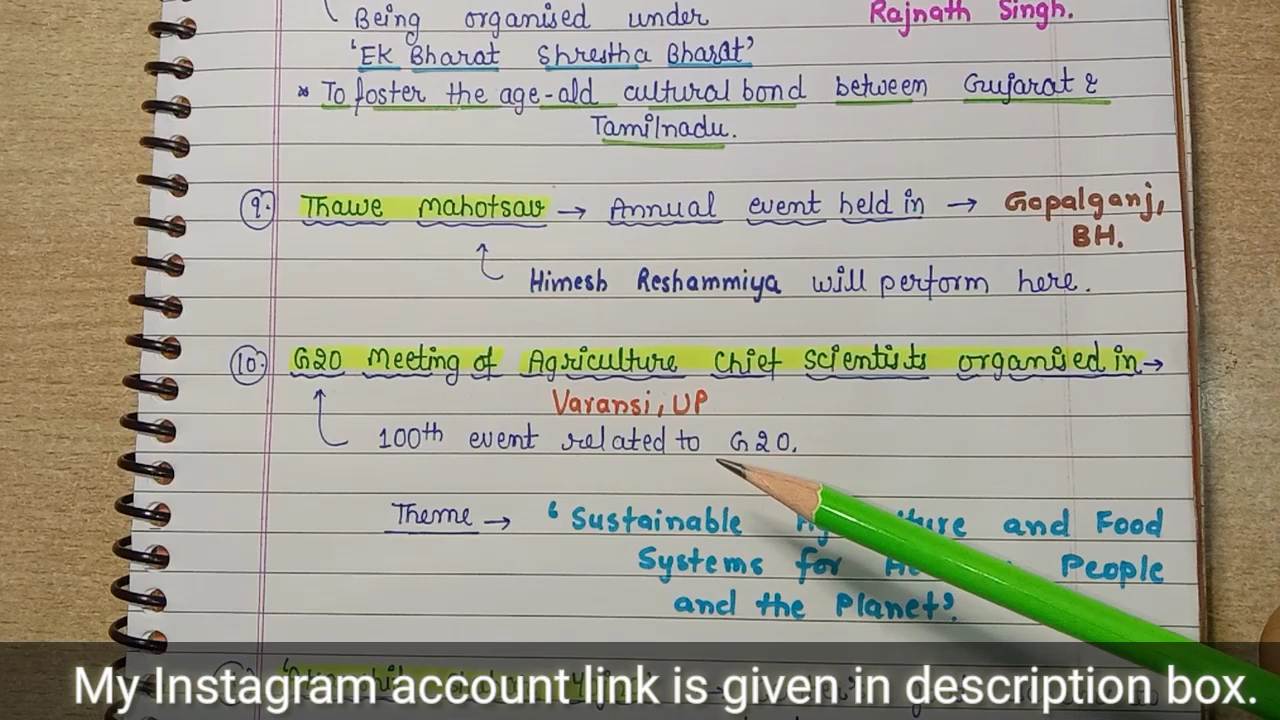 Being organised under Rajnath Singh.
'EK Bharat Shrestha Bharat'
* To foster the age-old cultural bond between Gujarat &
Tamilnadu.
9. Thawe Mahotsav → Annual event held in → Gopalganj,
BH.
Himesh Reshammiya will perform here.
10. G20 Meeting of Agriculture Chief Scientists organised in →
Varansi, UP
100th event related to G20.
Theme → 'Sustainable and Food
Systems for People
and the Planet'.
My Instagram account link is given in description box.